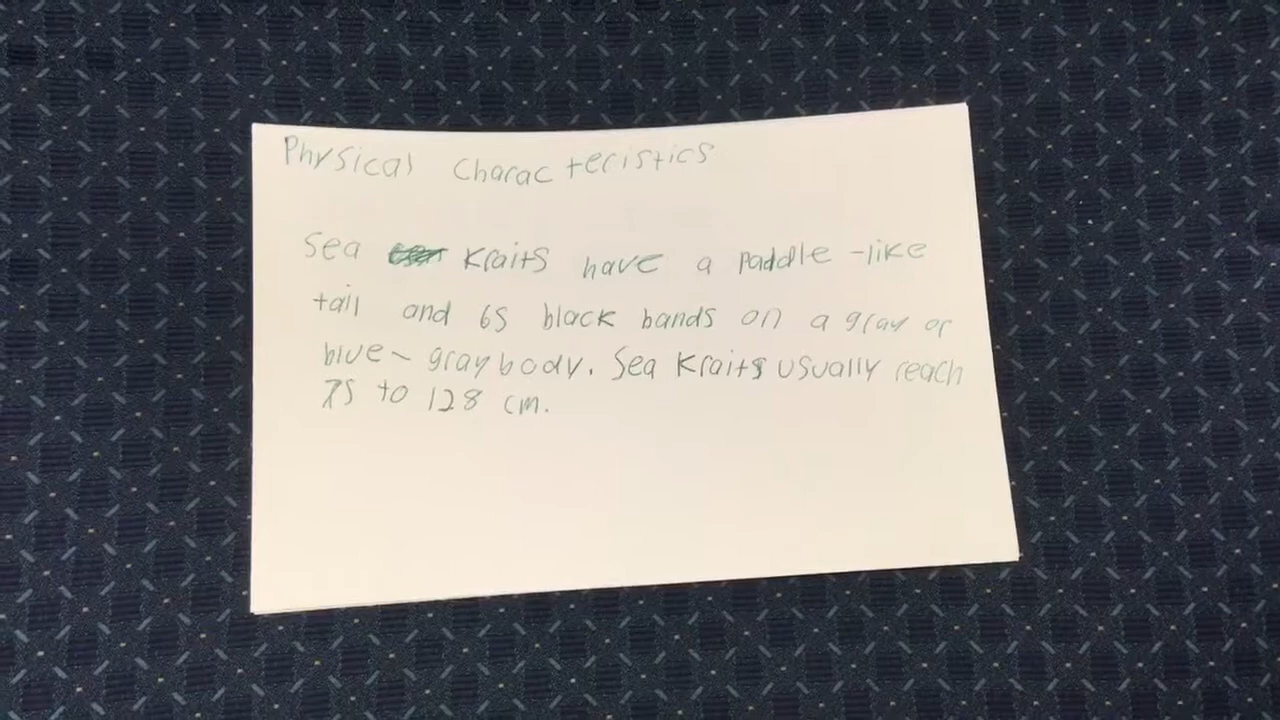 Physical Characteristics
Sea Kraits have a Paddle-like
tail and 65 black bands on a gray or
blue~ gray body. Sea Kraits usually reach
75 to 128 cm.